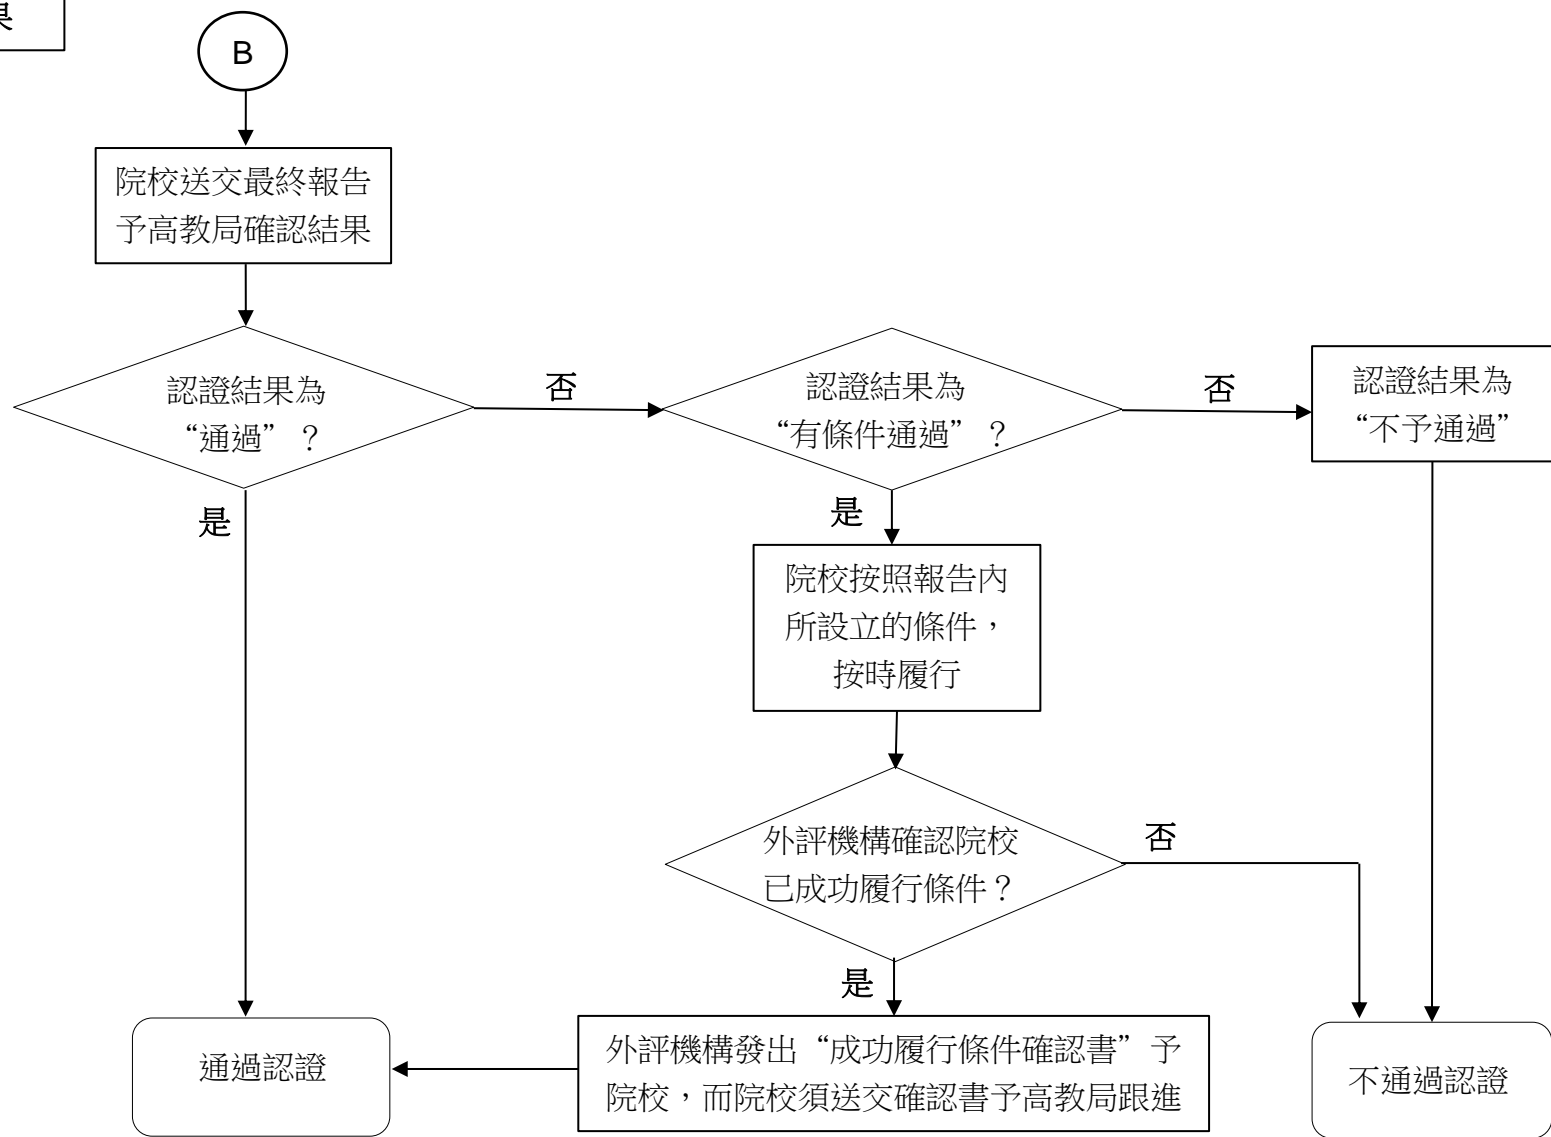 果
B
院校送交最終報告
予高教局確認結果
認證結果為
“通過”？
否
認證結果為
“有條件通過”？
否
認證結果為
“不予通過”
是
是
院校按照報告內
所設立的條件，
按時履行
外評機構確認院校
已成功履行條件？
否
是
通過認證
外評機構發出“成功履行條件確認書”予
院校，而院校須送交確認書予高教局跟進
不通過認證